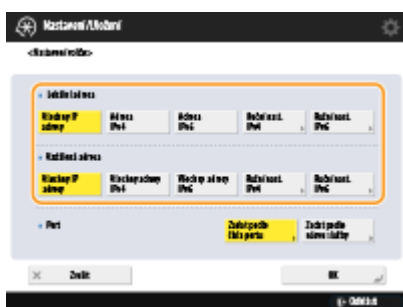 Nastavení/Uložení
<Nastavení voličů>
Lokální adresa
Všechny IP adresy
Adresa IPv4
Adresa IPv6
Ruční nast. IPv4
Ruční nast. IPv6
Vzdálená adresa
Všechny IP adresy
Všechny adresy IPv4
Všechny adresy IPv6
Ruční nast. IPv4
Ruční nast. IPv6
Port
Zadat podle čísla portu
Zadat podle názvu služby
Zrušit
OK
Odhlásit